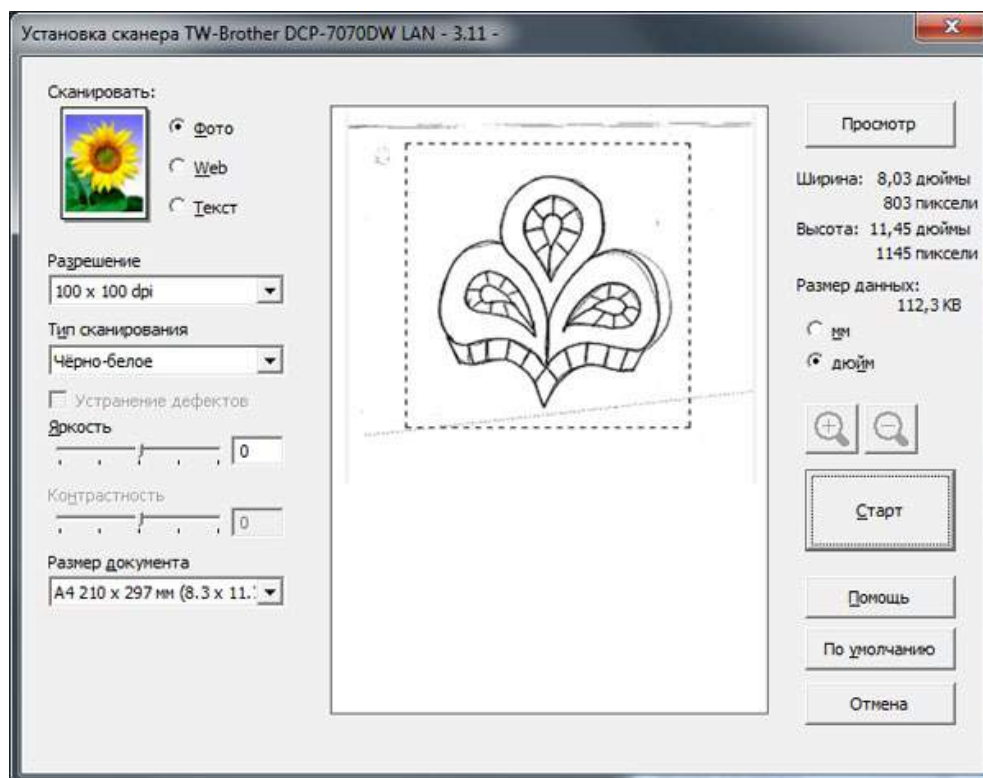 Установка сканера TW-Brother DCP-7070DW LAN - 3.11 -
Сканировать:
Фото
Web
Текст
Разрешение
100 x 100 dpi
Тип сканирования
Чёрно-белое
Устранение дефектов
Яркость
0
Контрастность
0
Размер документа
A4 210 x 297 мм (8.3 x 11.
Просмотр
Ширина: 8,03 дюймы
803 пиксели
Высота: 11,45 дюймы
1145 пиксели
Размер данных:
112,3 KB
мм
дюйм
Старт
Помощь
По умолчанию
Отмена